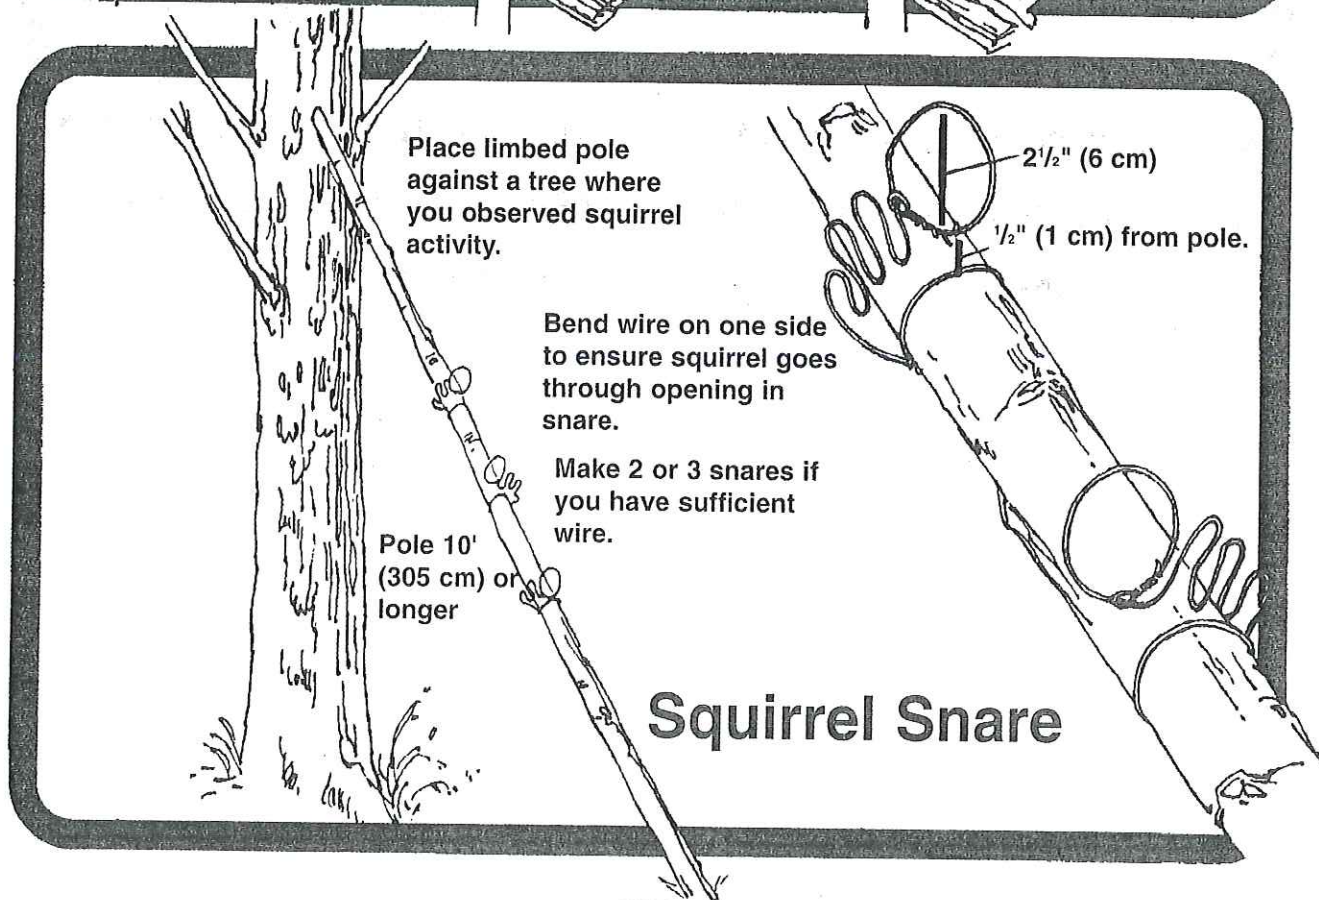 Place limbed pole
against a tree where
you observed squirrel
activity.
2½" (6 cm)
½" (1 cm) from pole.
Bend wire on one side
to ensure squirrel goes
through opening in
snare.
Make 2 or 3 snares if
you have sufficient
wire.
Pole 10'
(305 cm) or
longer
Squirrel Snare